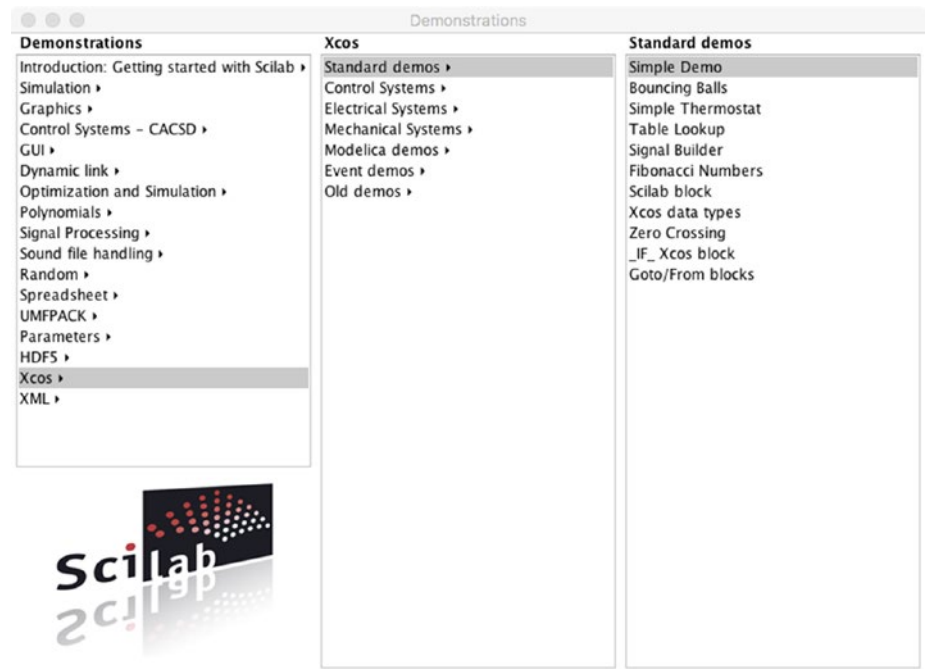 Demonstrations
Demonstrations
Introduction: Getting started with Scilab
Simulation
Graphics
Control Systems - CACSD
GUI
Dynamic link
Optimization and Simulation
Polynomials
Signal Processing
Sound file handling
Random
Spreadsheet
UMFPACK
Parameters
HDF5
Xcos
XML
Scilab
Xcos
Standard demos
Control Systems
Electrical Systems
Mechanical Systems
Modelica demos
Event demos
Old demos
Standard demos
Simple Demo
Bouncing Balls
Simple Thermostat
Table Lookup
Signal Builder
Fibonacci Numbers
Scilab block
Xcos data types
Zero Crossing
_IF_ Xcos block
Goto/From blocks